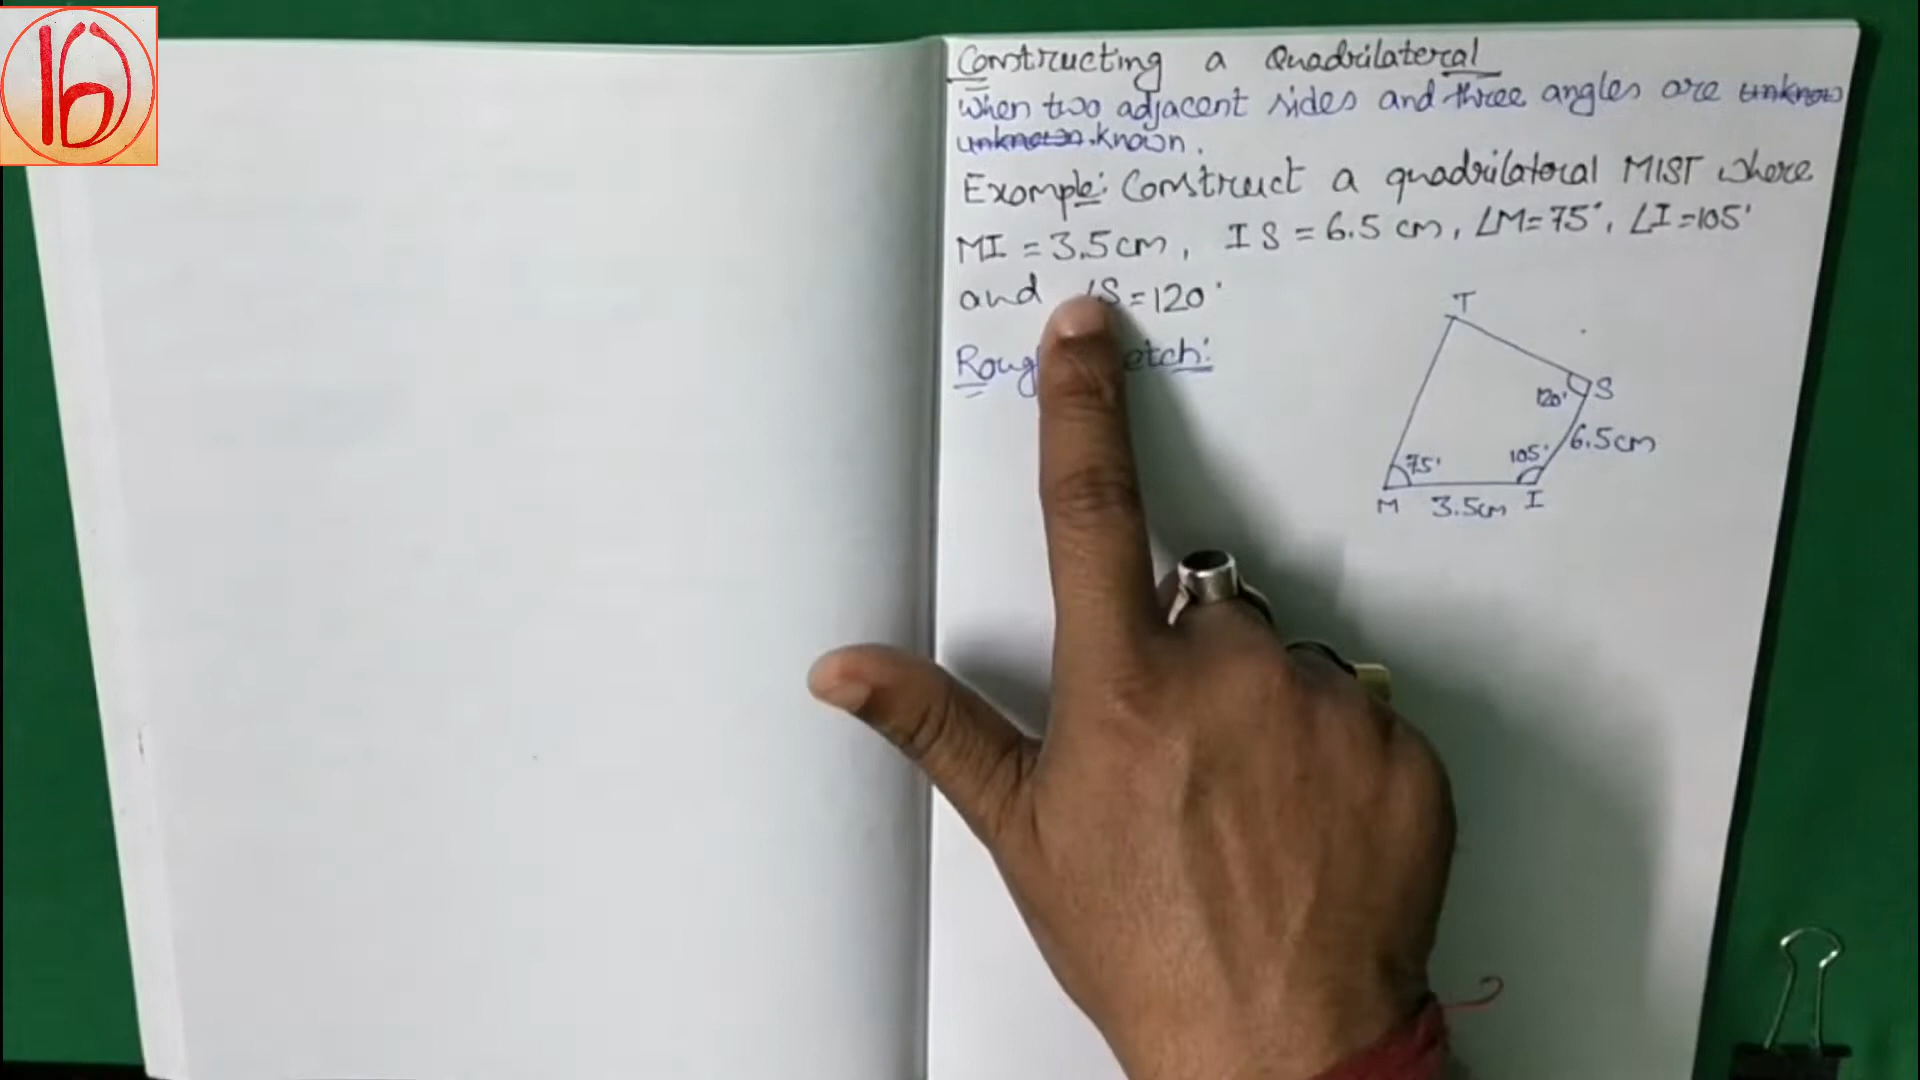 Constructing a Quadrilateral
When two adjacent sides and three angles are unknow
unknown known.
Example: Construct a quadrilateral MIST where
MI = 3.5cm, IS = 6.5 cm, ∠M=75°, ∠I=105°
and ∠S=120°
T
120° S
6.5cm
75° 105°
M 3.5cm I